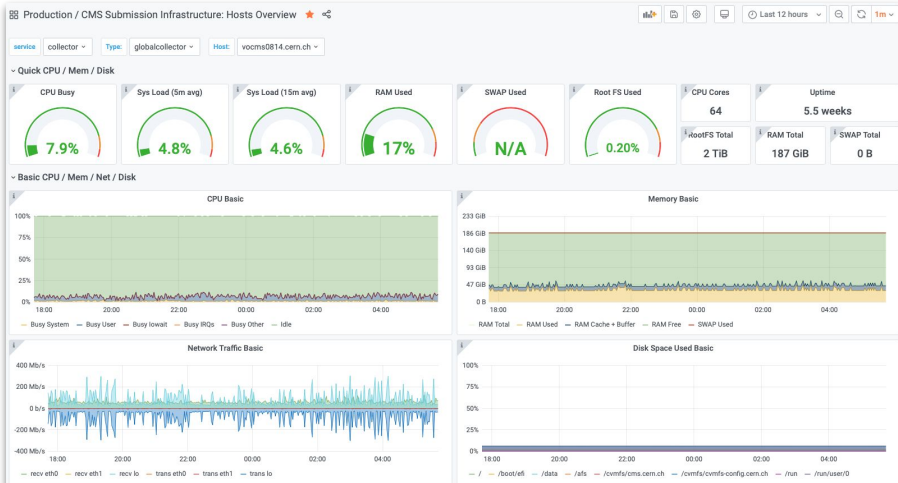 Production / CMS Submission Infrastructure: Hosts Overview
Last 12 hours
1m
service
collector
Type:
globalcollector
Host:
vocms0814.cern.ch
Quick CPU / Mem / Disk
CPU Busy
Sys Load (5m avg)
Sys Load (15m avg)
RAM Used
SWAP Used
Root FS Used
CPU Cores
Uptime
7.9%
4.8%
4.6%
17%
N/A
0.20%
64
5.5 weeks
RootFS Total
RAM Total
SWAP Total
2 TiB
187 GiB
0 B
Basic CPU / Mem / Net / Disk
CPU Basic
100%
75%
50%
25%
0%
18:00 20:00 22:00 00:00 02:00 04:00
Busy System Busy User Busy Iowait Busy IRQs Busy Other Idle
Memory Basic
233 GiB
186 GiB
140 GiB
93 GiB
47 GiB
0 B
18:00 20:00 22:00 00:00 02:00 04:00
RAM Total RAM Used RAM Cache + Buffer RAM Free SWAP Used
Network Traffic Basic
400 Mb/s
200 Mb/s
0 b/s
-200 Mb/s
-400 Mb/s
18:00 20:00 22:00 00:00 02:00 04:00
recv eth0 recv eth1 recv lo trans eth0 trans eth1 trans lo
Disk Space Used Basic
100%
75%
50%
25%
0%
18:00 20:00 22:00 00:00 02:00 04:00
/ /boot/efi /data /afs /cvmfs/cms.cern.ch /cvmfs/cvmfs-config.cern.ch /run /run/user/0